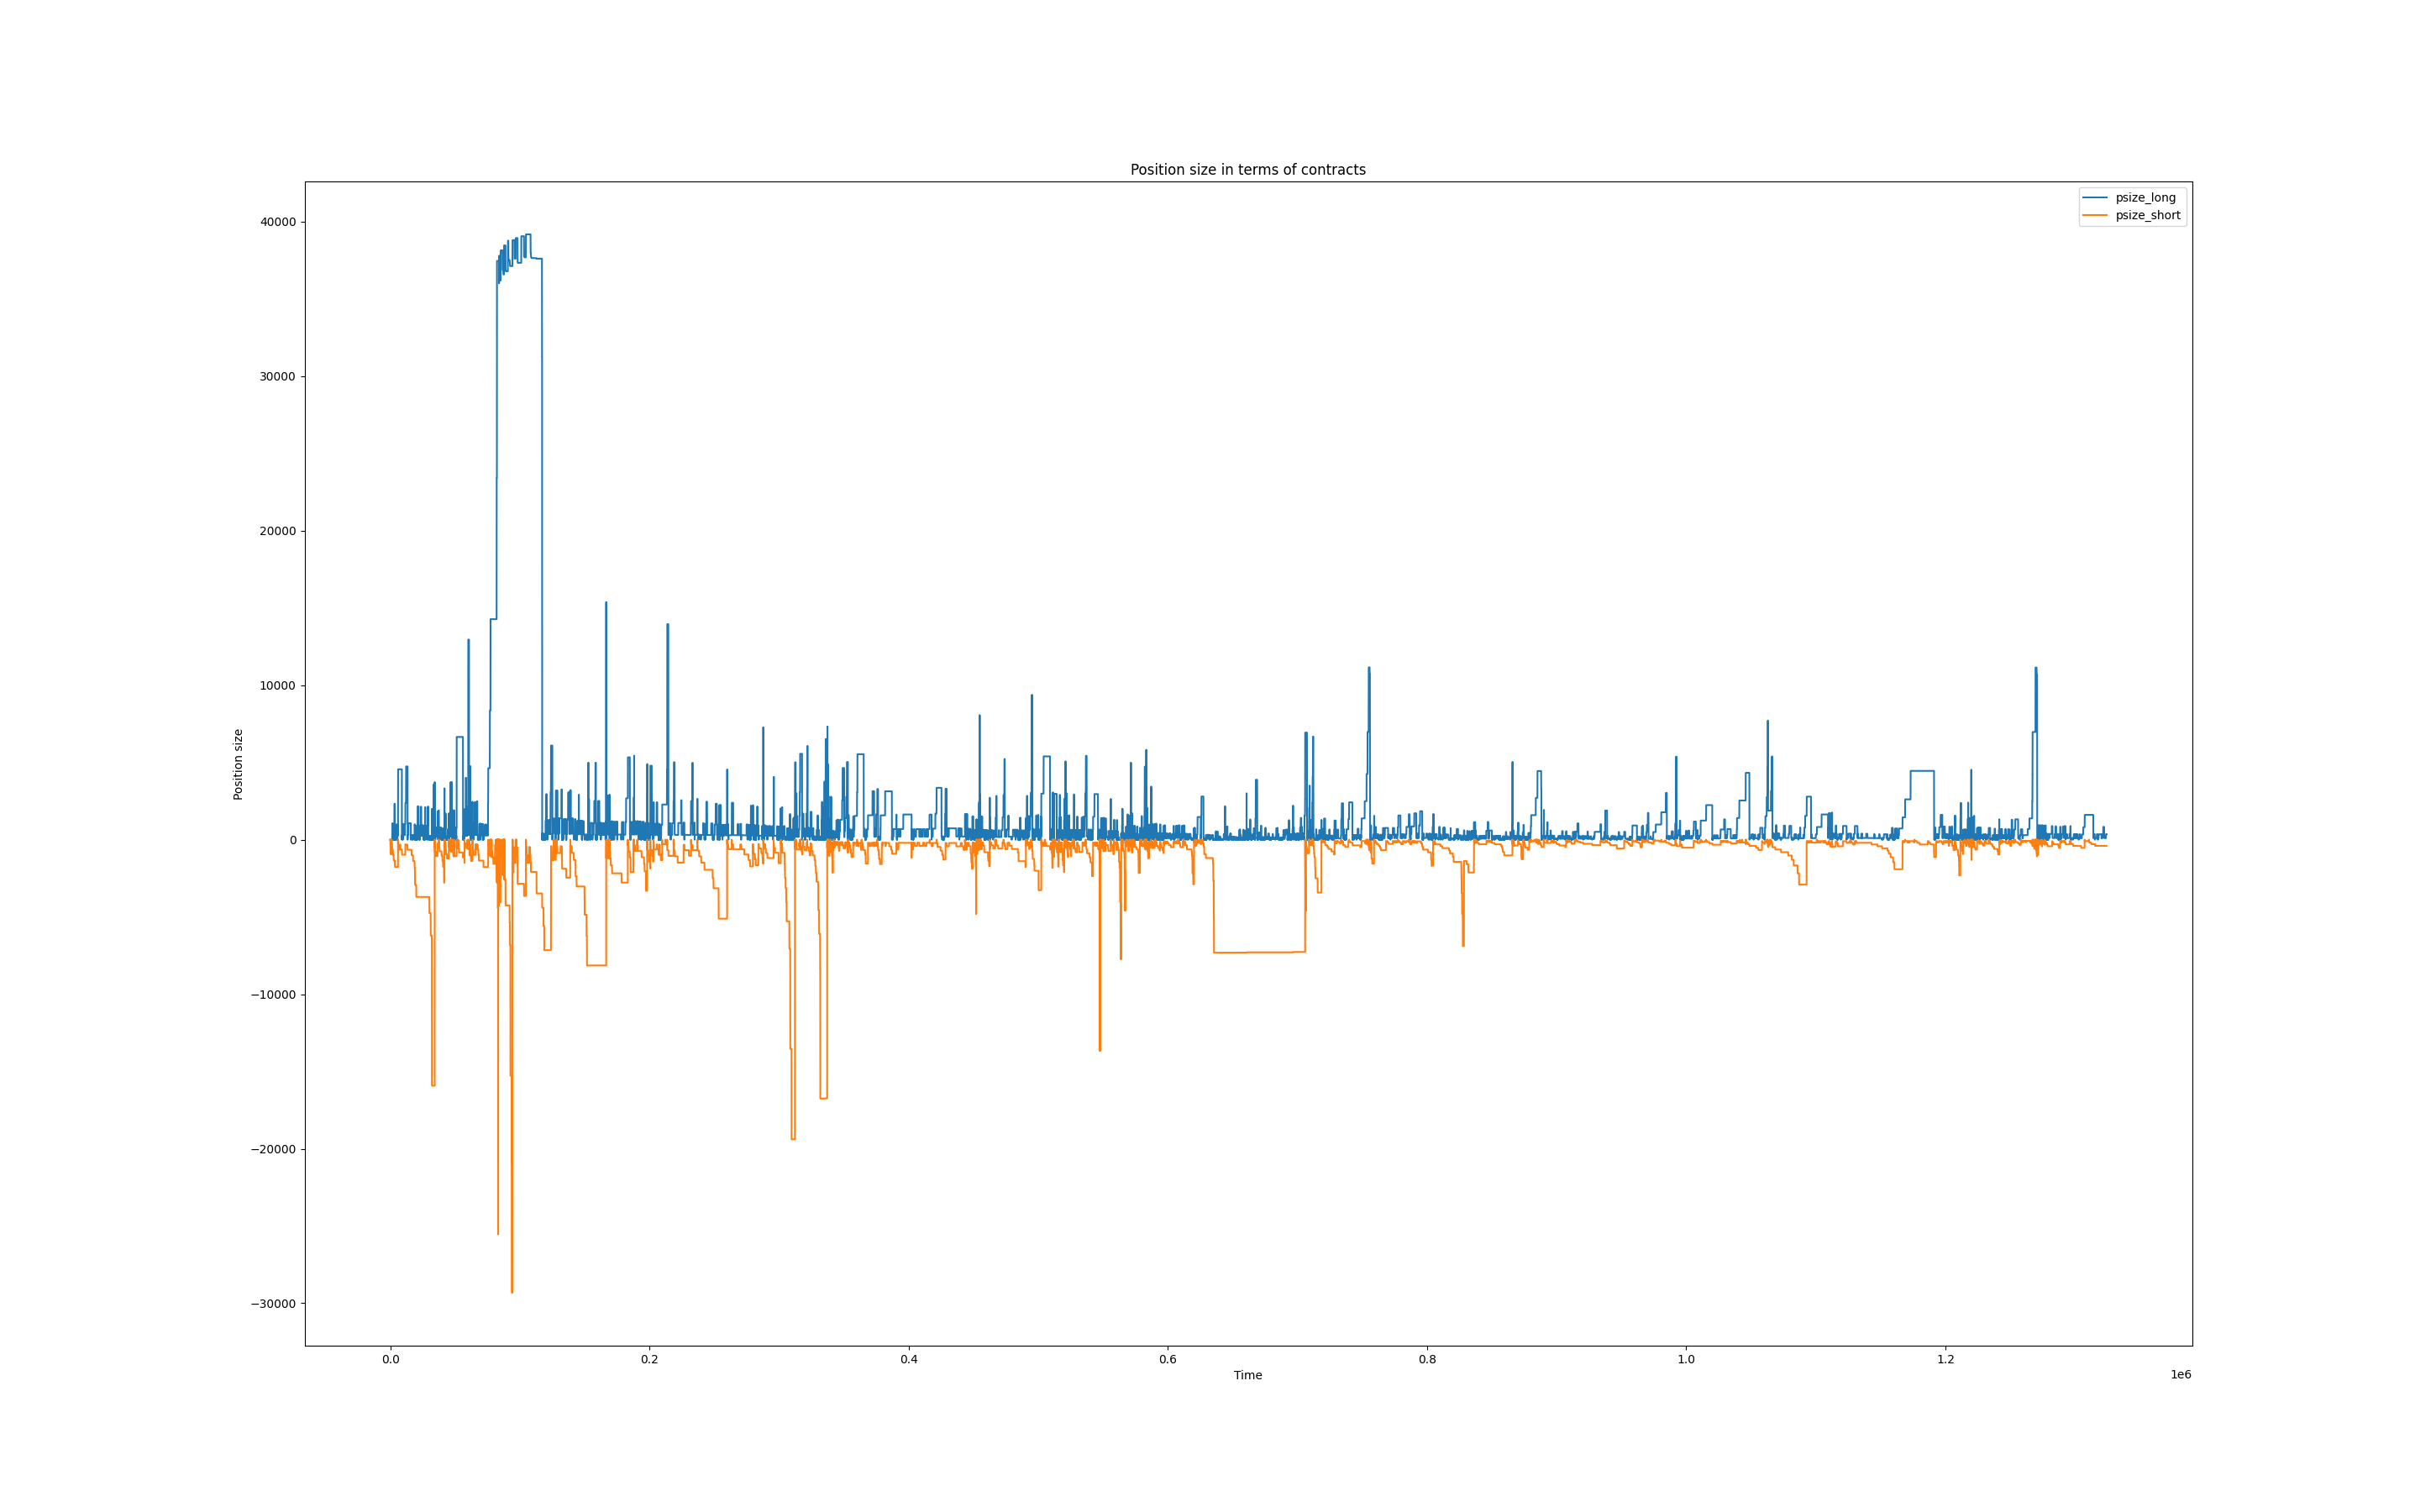 Position size in terms of contracts
psize_long
psize_short
40000
30000
20000
10000
0
−10000
−20000
−30000
Position size
0.0 0.2 0.4 0.6 0.8 1.0 1.2
1e6
Time